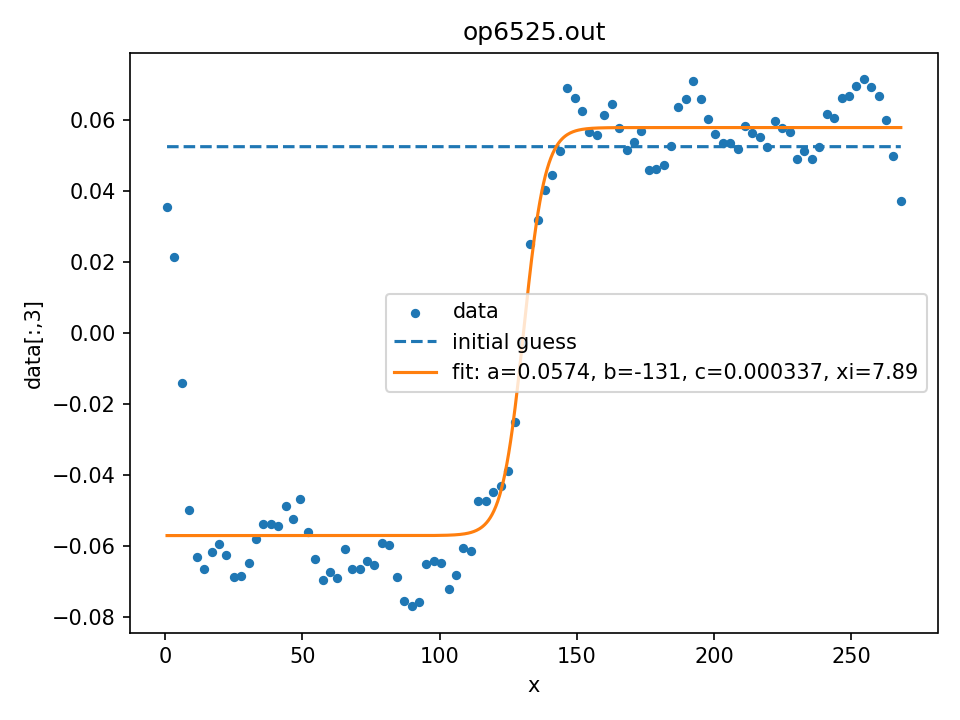 op6525.out
0.06
0.04
0.02
0.00
−0.02
−0.04
−0.06
−0.08
data[:,3]
data
initial guess
fit: a=0.0574, b=-131, c=0.000337, xi=7.89
0 50 100 150 200 250
x